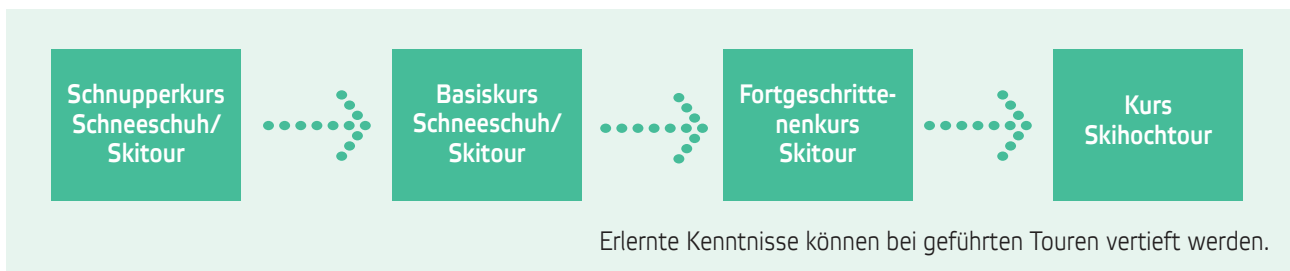 Schnupperkurs
Schneeschuh/
Skitour
Basiskurs
Schneeschuh/
Skitour
Fortgeschritte-
nenkurs
Skitour
Kurs
Skihochtour
Erlernte Kenntnisse können bei geführten Touren vertieft werden.